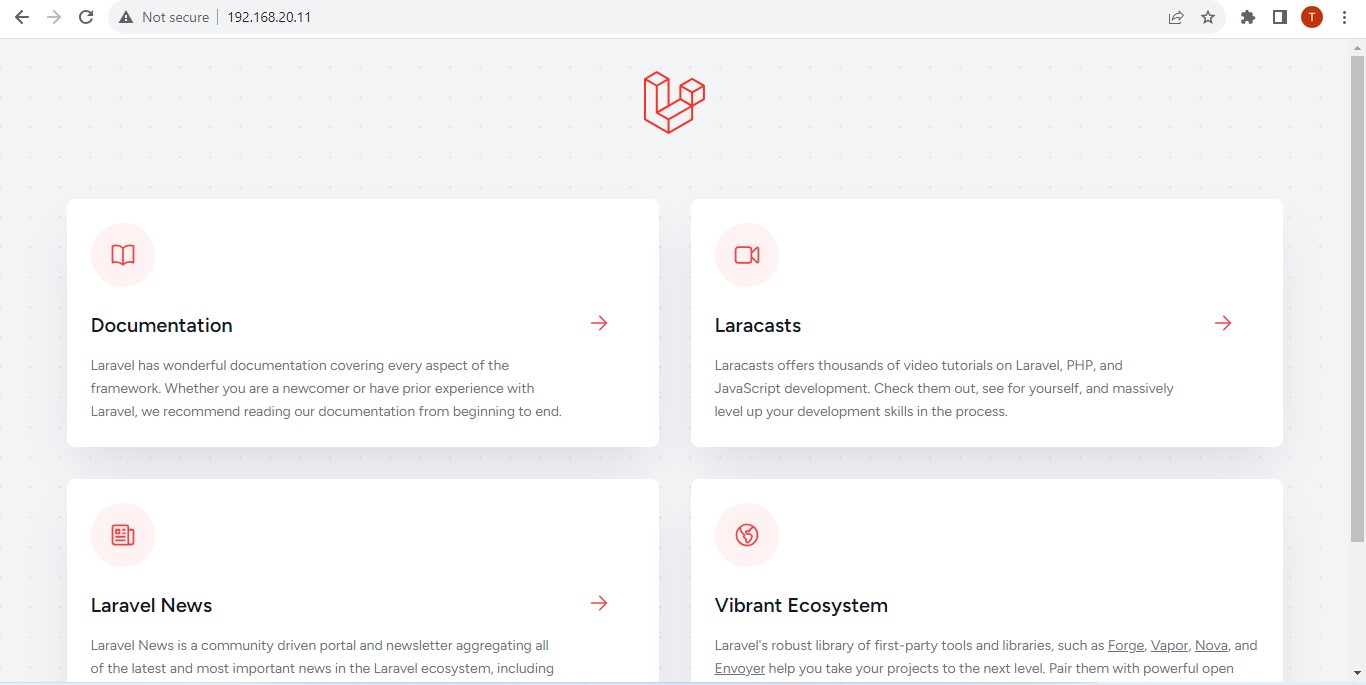 Not secure
192.168.20.11
T
Documentation
Laravel has wonderful documentation covering every aspect of the
framework. Whether you are a newcomer or have prior experience with
Laravel, we recommend reading our documentation from beginning to end.
Laracasts
Laracasts offers thousands of video tutorials on Laravel, PHP, and
JavaScript development. Check them out, see for yourself, and massively
level up your development skills in the process.
Laravel News
Laravel News is a community driven portal and newsletter aggregating all
of the latest and most important news in the Laravel ecosystem, including
Vibrant Ecosystem
Laravel's robust library of first-party tools and libraries, such as Forge, Vapor, Nova, and
Envoyer help you take your projects to the next level. Pair them with powerful open